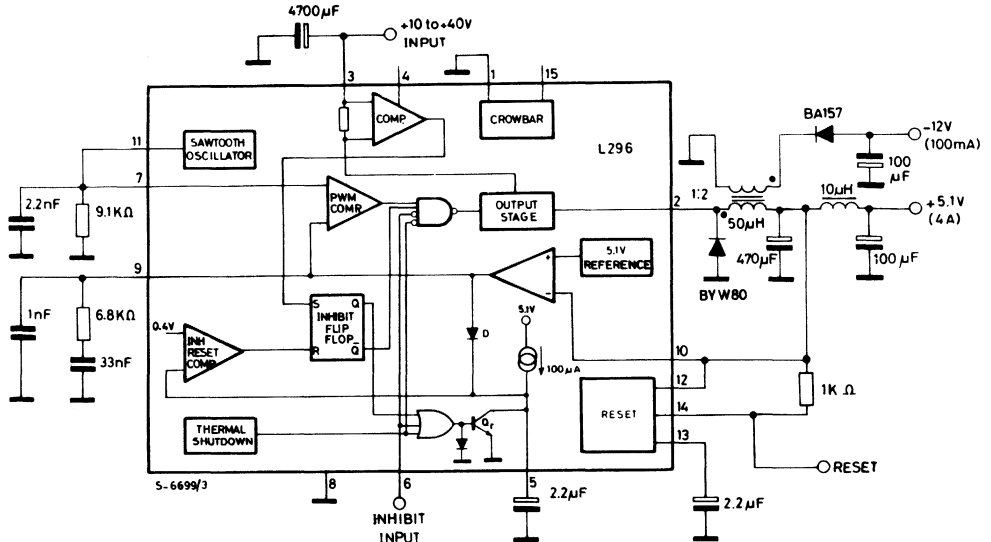 4700µF
+10 to +40V
INPUT
3
4
1
15
COMP.
CROWBAR
L296
BA157
-12V
(100mA)
100
µF
11
SAWTOOTH
OSCILLATOR
7
PWM
COMP.
OUTPUT
STAGE
2
1:2
50µH
10µH
+5.1V
(4A)
2.2nF
9.1KΩ
470µF
100µF
BYW80
5.1V
REFERENCE
+
-
9
1nF
6.8KΩ
33nF
0.4V
INH
RESET
COMP.
S
Q
INHIBIT
FLIP
FLOP
R
Q
D
5.1V
100µA
10
12
RESET
14
13
1KΩ
THERMAL
SHUTDOWN
Qr
RESET
S-6699/3
8
6
5
2.2µF
2.2µF
INHIBIT
INPUT